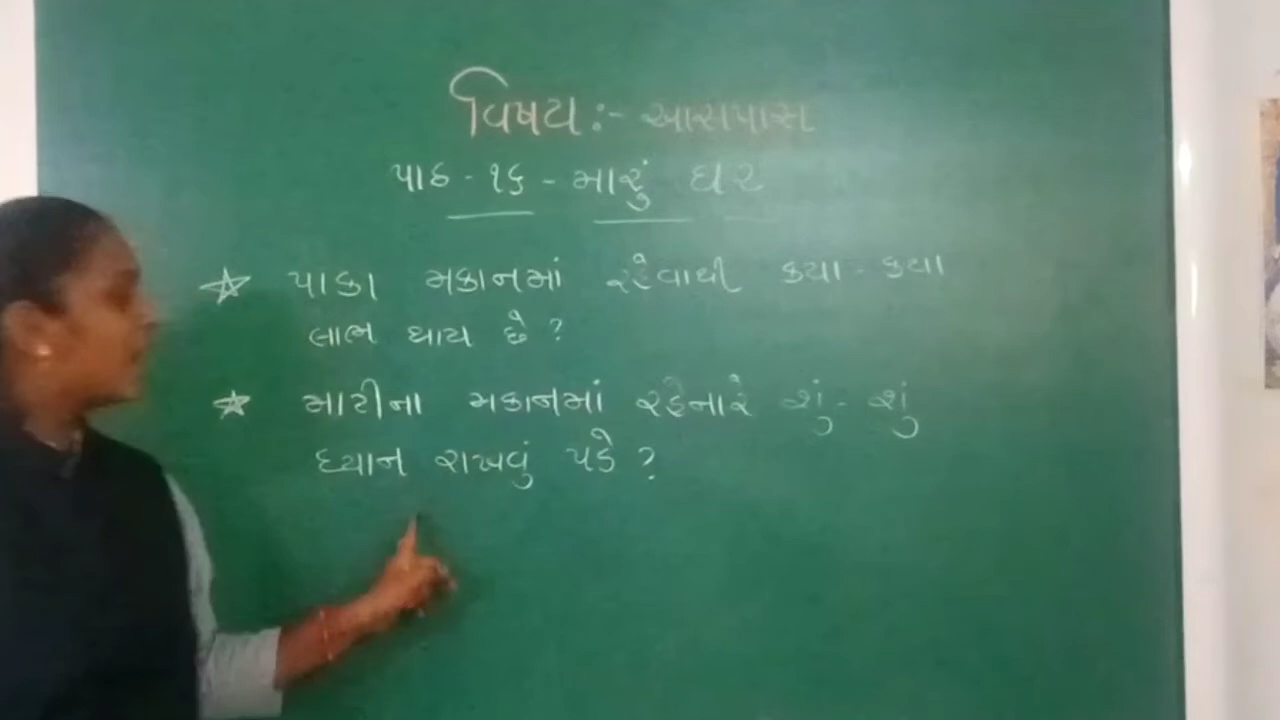 વિષય :- આસપાસ
પાઠ - ૧૬ - મારું ઘર
પાકા મકાનમાં રહેવાથી કયા - કયા
લાભ થાય છે ?
માટીના મકાનમાં રહેનારે શું - શું
ધ્યાન રાખવું પડે ?